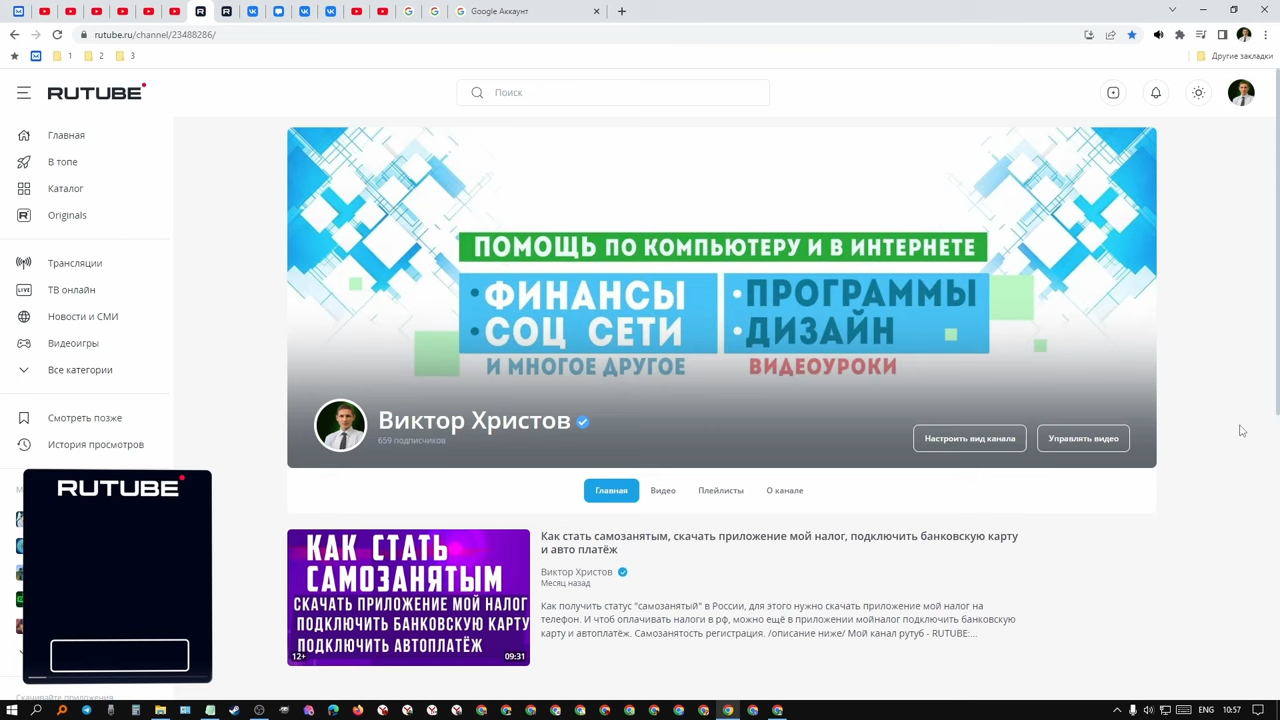 Google Аккаунт
rutube.ru/channel/23488286/
1
2
3
Другие закладки
RUTUBE
Поиск
Главная
В топе
Каталог
Originals
Трансляции
LIVE
ТВ онлайн
Новости и СМИ
Видеоигры
Все категории
Смотреть позже
История просмотров
ПОМОЩЬ ПО КОМПЬЮТЕРУ И В ИНТЕРНЕТЕ
• ФИНАНСЫ
• СОЦ СЕТИ
И МНОГОЕ ДРУГОЕ
• ПРОГРАММЫ
• ДИЗАЙН
ВИДЕОУРОКИ
Виктор Христов
659 подписчиков
Настроить вид канала
Управлять видео
Главная
Видео
Плейлисты
О канале
КАК СТАТЬ
САМОЗАНЯТЫМ
СКАЧАТЬ ПРИЛОЖЕНИЕ МОЙ НАЛОГ
ПОДКЛЮЧИТЬ БАНКОВСКУЮ КАРТУ
ПОДКЛЮЧИТЬ АВТОПЛАТЁЖ
12+
09:31
Как стать самозанятым, скачать приложение мой налог, подключить банковскую карту
и авто платёж
Виктор Христов
Месяц назад
Как получить статус "самозанятый" в России, для этого нужно скачать приложение мой налог на
телефон. И чтоб оплачивать налоги в рф, можно ещё в приложении мойналог подключить банковскую
карту и автоплатёж. Самозанятость регистрация. /описание ниже/ Мой канал рутуб - RUTUBE:...
RUTUBE
Скачивайте приложения
ENG
10:57